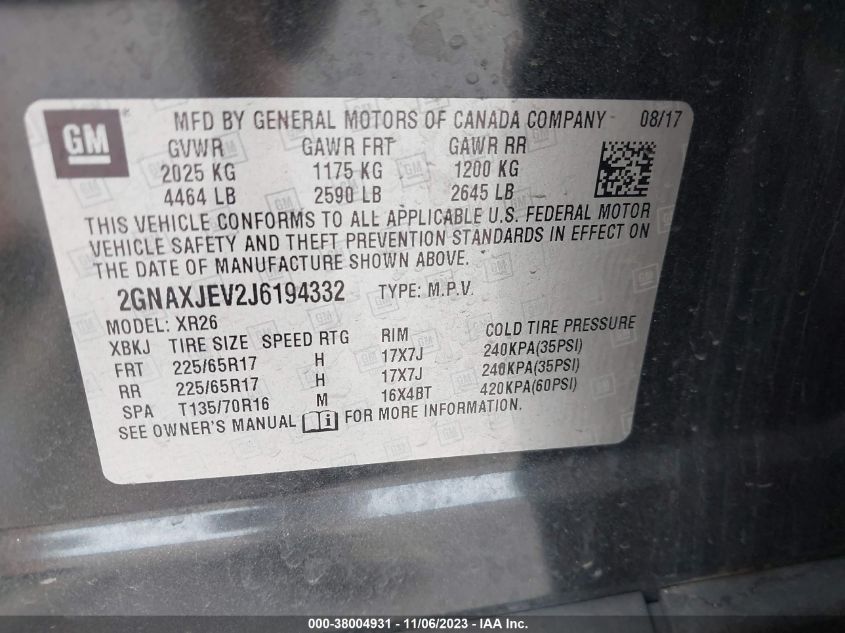 GM ® MFD BY GENERAL MOTORS OF CANADA COMPANY 08/17
GVWR GAWR FRT GAWR RR
2025 KG 1175 KG 1200 KG
4464 LB 2590 LB 2645 LB
THIS VEHICLE CONFORMS TO ALL APPLICABLE U.S. FEDERAL MOTOR
VEHICLE SAFETY AND THEFT PREVENTION STANDARDS IN EFFECT ON
THE DATE OF MANUFACTURE SHOWN ABOVE.
2GNAXJEV2J6194332 TYPE: M.P.V.
MODEL: XR26
XBKJ TIRE SIZE SPEED RTG RIM COLD TIRE PRESSURE
FRT 225/65R17 H 17X7J 240KPA(35PSI)
RR 225/65R17 H 17X7J 240KPA(35PSI)
SPA T135/70R16 M 16X4BT 420KPA(60PSI)
SEE OWNER'S MANUAL FOR MORE INFORMATION.
000-38004931 - 11/06/2023 - IAAI.com.